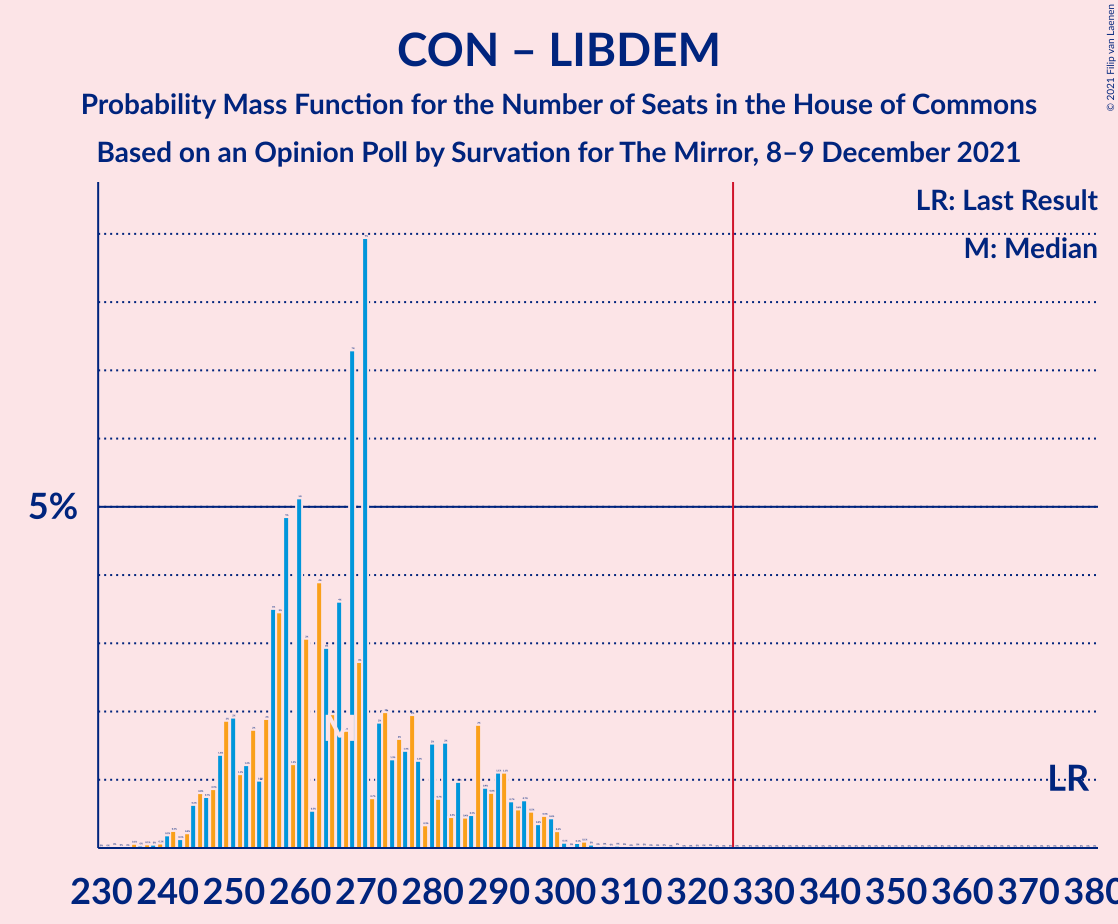 © 2021 Filip van Laenen
CON – LIBDEM
Probability Mass Function for the Number of Seats in the House of Commons
Based on an Opinion Poll by Survation for The Mirror, 8–9 December 2021
LR: Last Result
M: Median
5%
M
LR
230 240 250 260 270 280 290 300 310 320 330 340 350 360 370 380